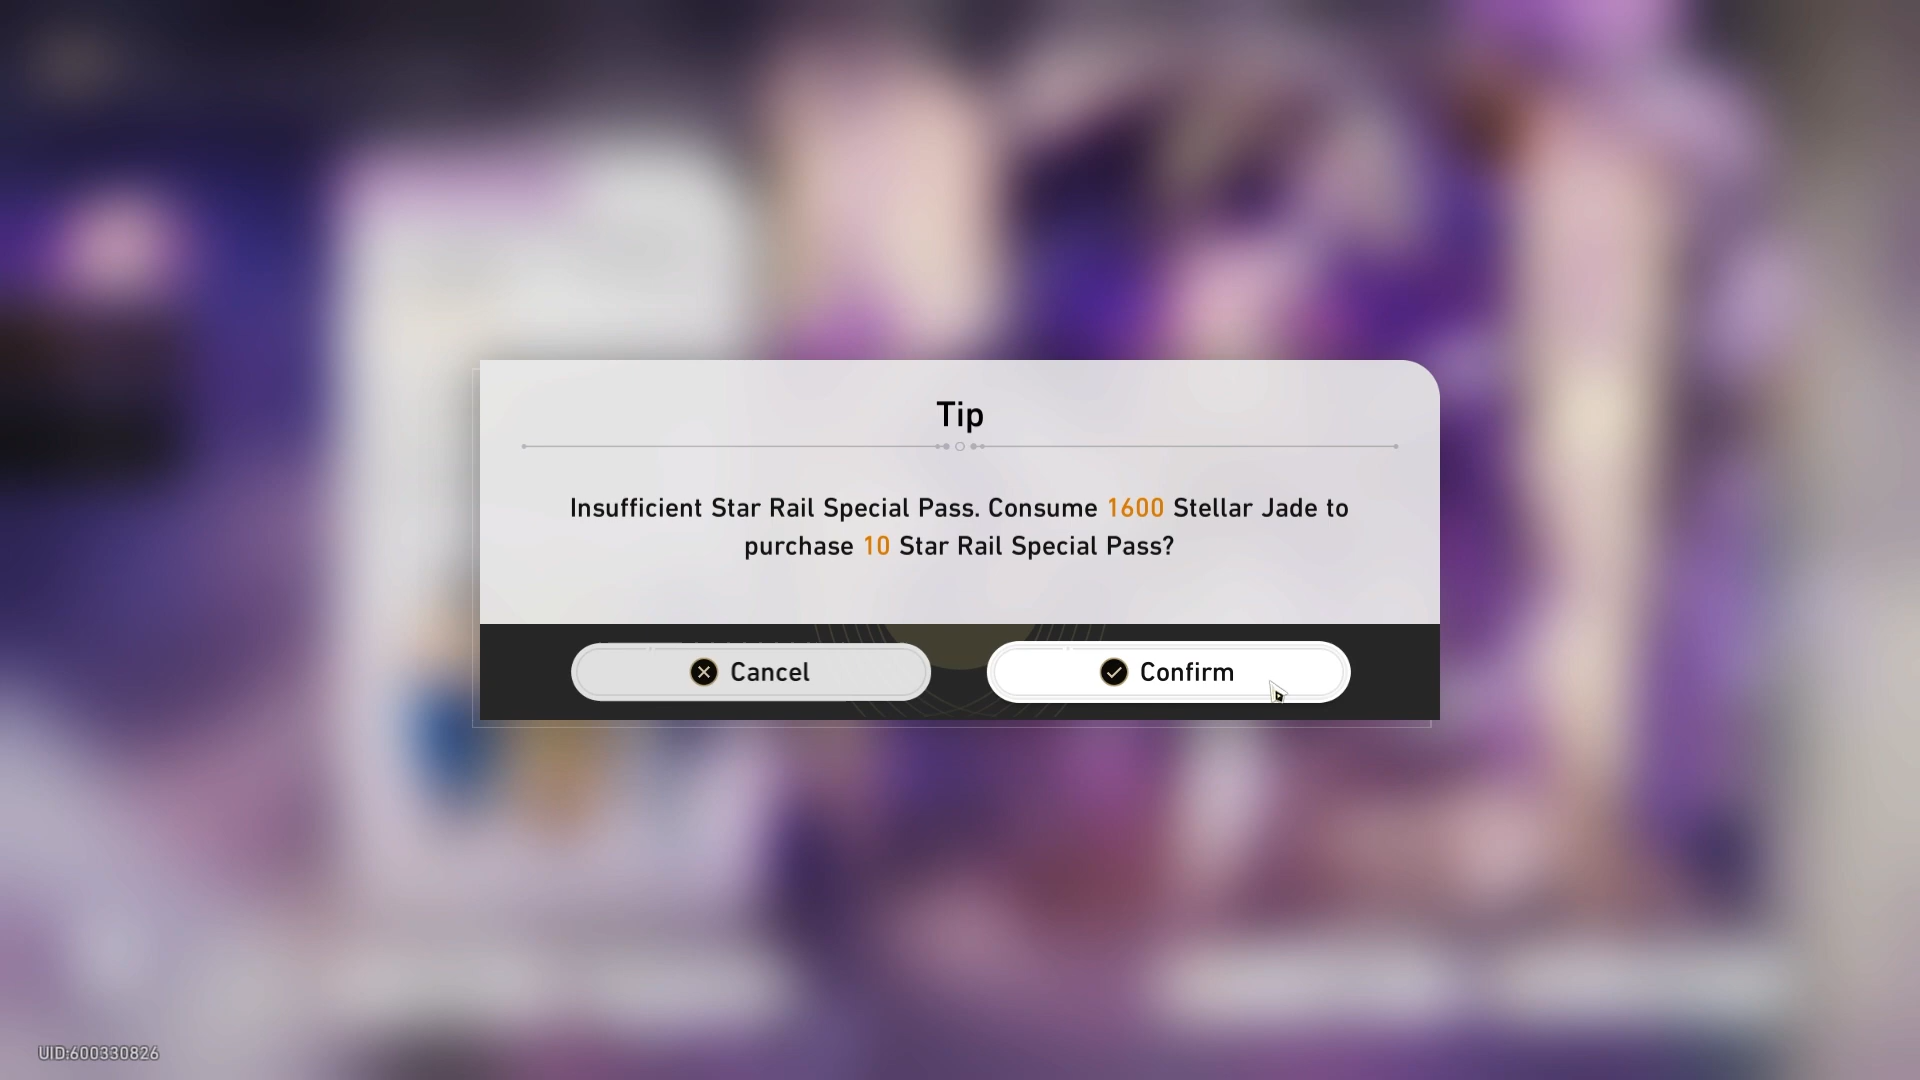 Tip
Insufficient Star Rail Special Pass. Consume 1600 Stellar Jade to
purchase 10 Star Rail Special Pass?
Cancel
Confirm
UID:600330826